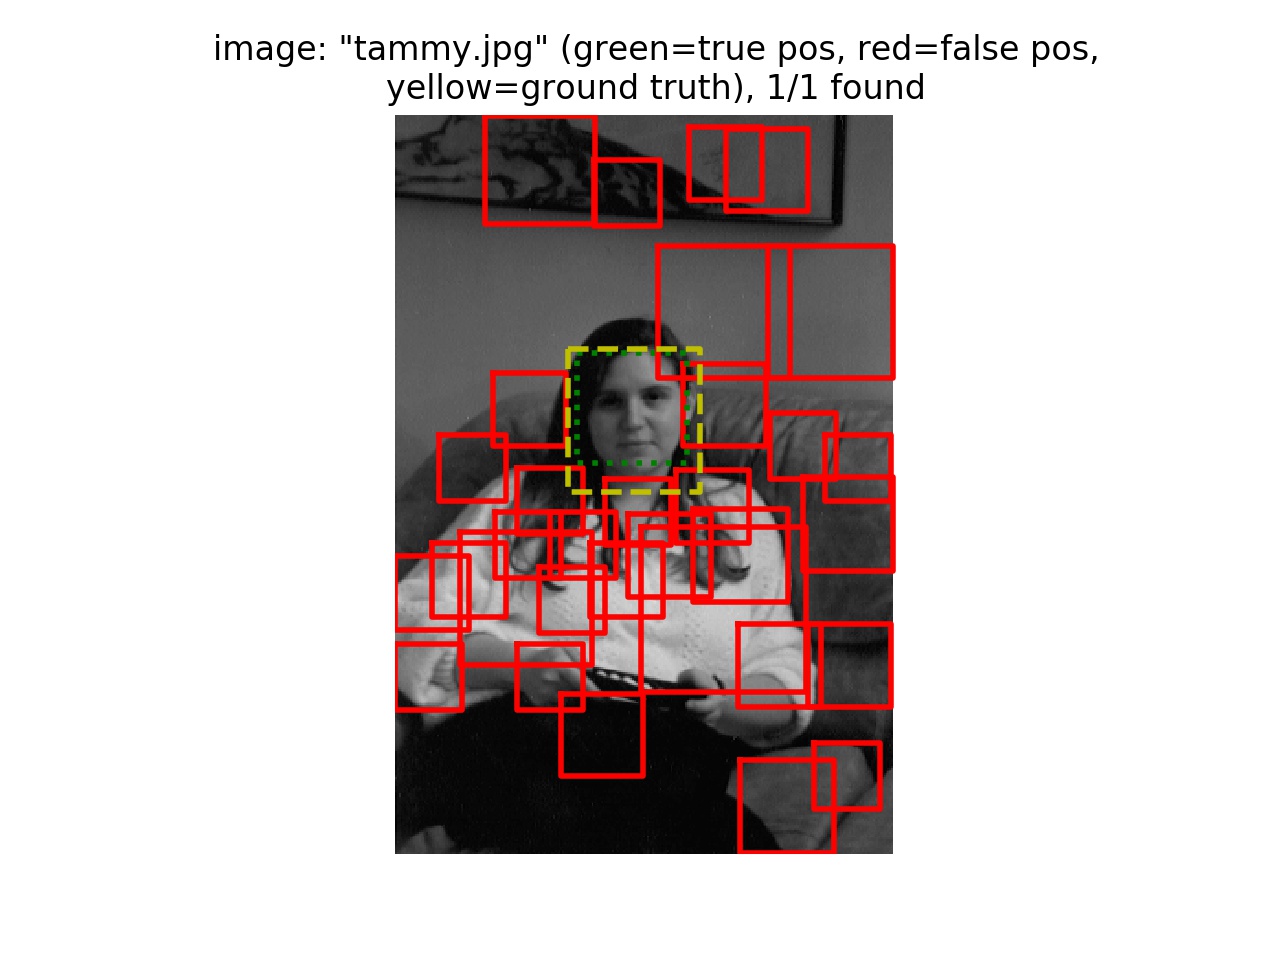 image: "tammy.jpg" (green=true pos, red=false pos,
yellow=ground truth), 1/1 found